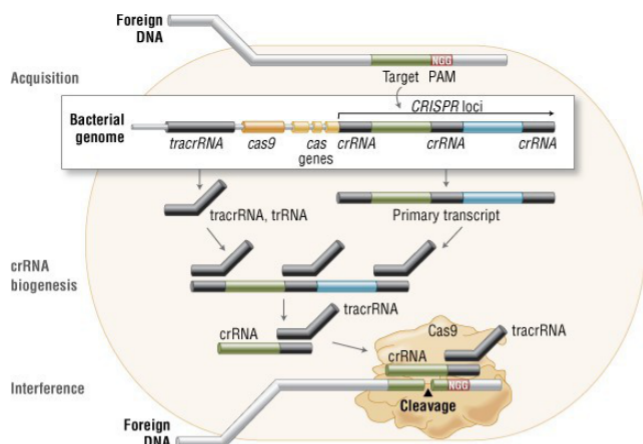 Foreign
DNA
NGG
Acquisition
Target PAM
CRISPR loci
Bacterial
genome
tracrRNA cas9 cas crRNA crRNA crRNA
genes
tracrRNA, trRNA Primary transcript
crRNA
biogenesis
tracrRNA
crRNA
Cas9 tracrRNA
crRNA
Interference
NGG
Cleavage
Foreign
DNA